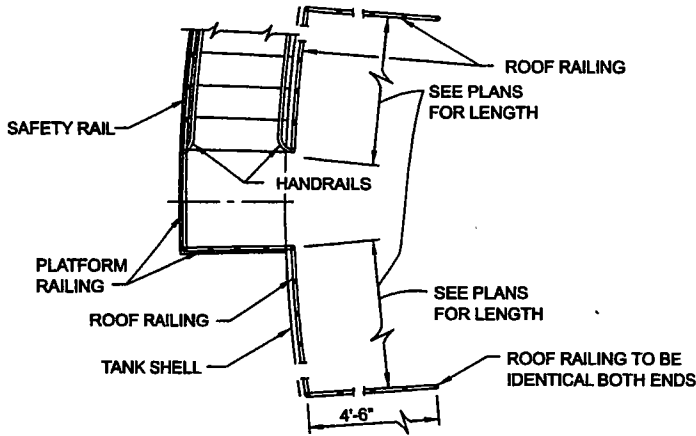 ROOF RAILING
SEE PLANS
FOR LENGTH
SAFETY RAIL
HANDRAILS
PLATFORM
RAILING
ROOF RAILING
SEE PLANS
FOR LENGTH
TANK SHELL
ROOF RAILING TO BE
IDENTICAL BOTH ENDS
4'-6"